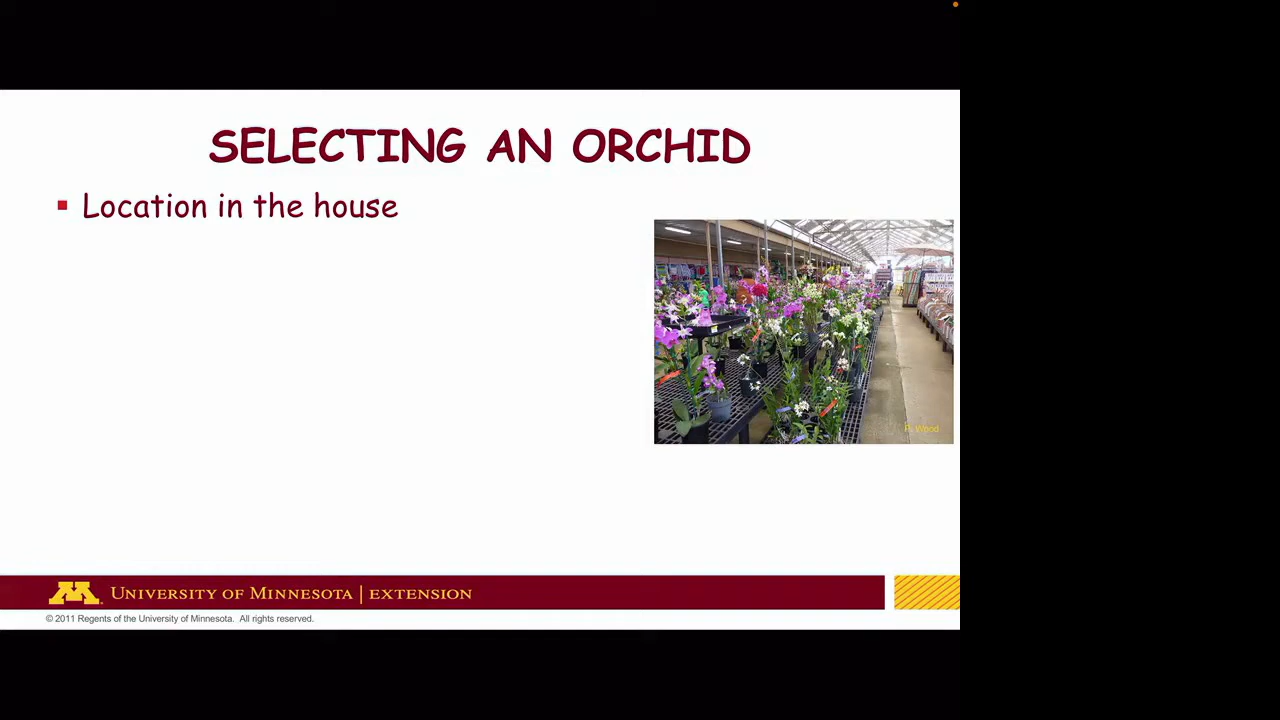 SELECTING AN ORCHID
Location in the house
P. Wood
UNIVERSITY OF MINNESOTA | EXTENSION
© 2011 Regents of the University of Minnesota. All rights reserved.